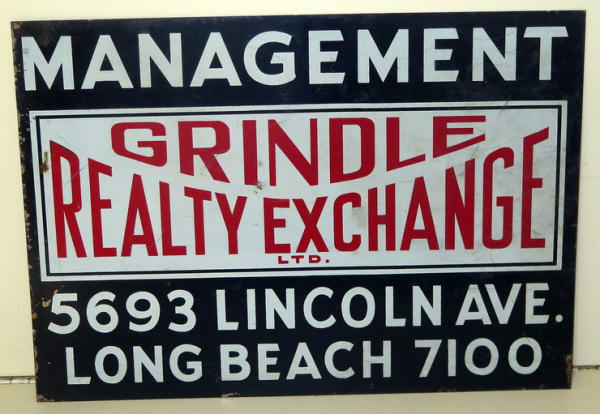 MANAGEMENT
GRINDLE
REALTY EXCHANGE
LTD.
5693 LINCOLN AVE.
LONG BEACH 7100